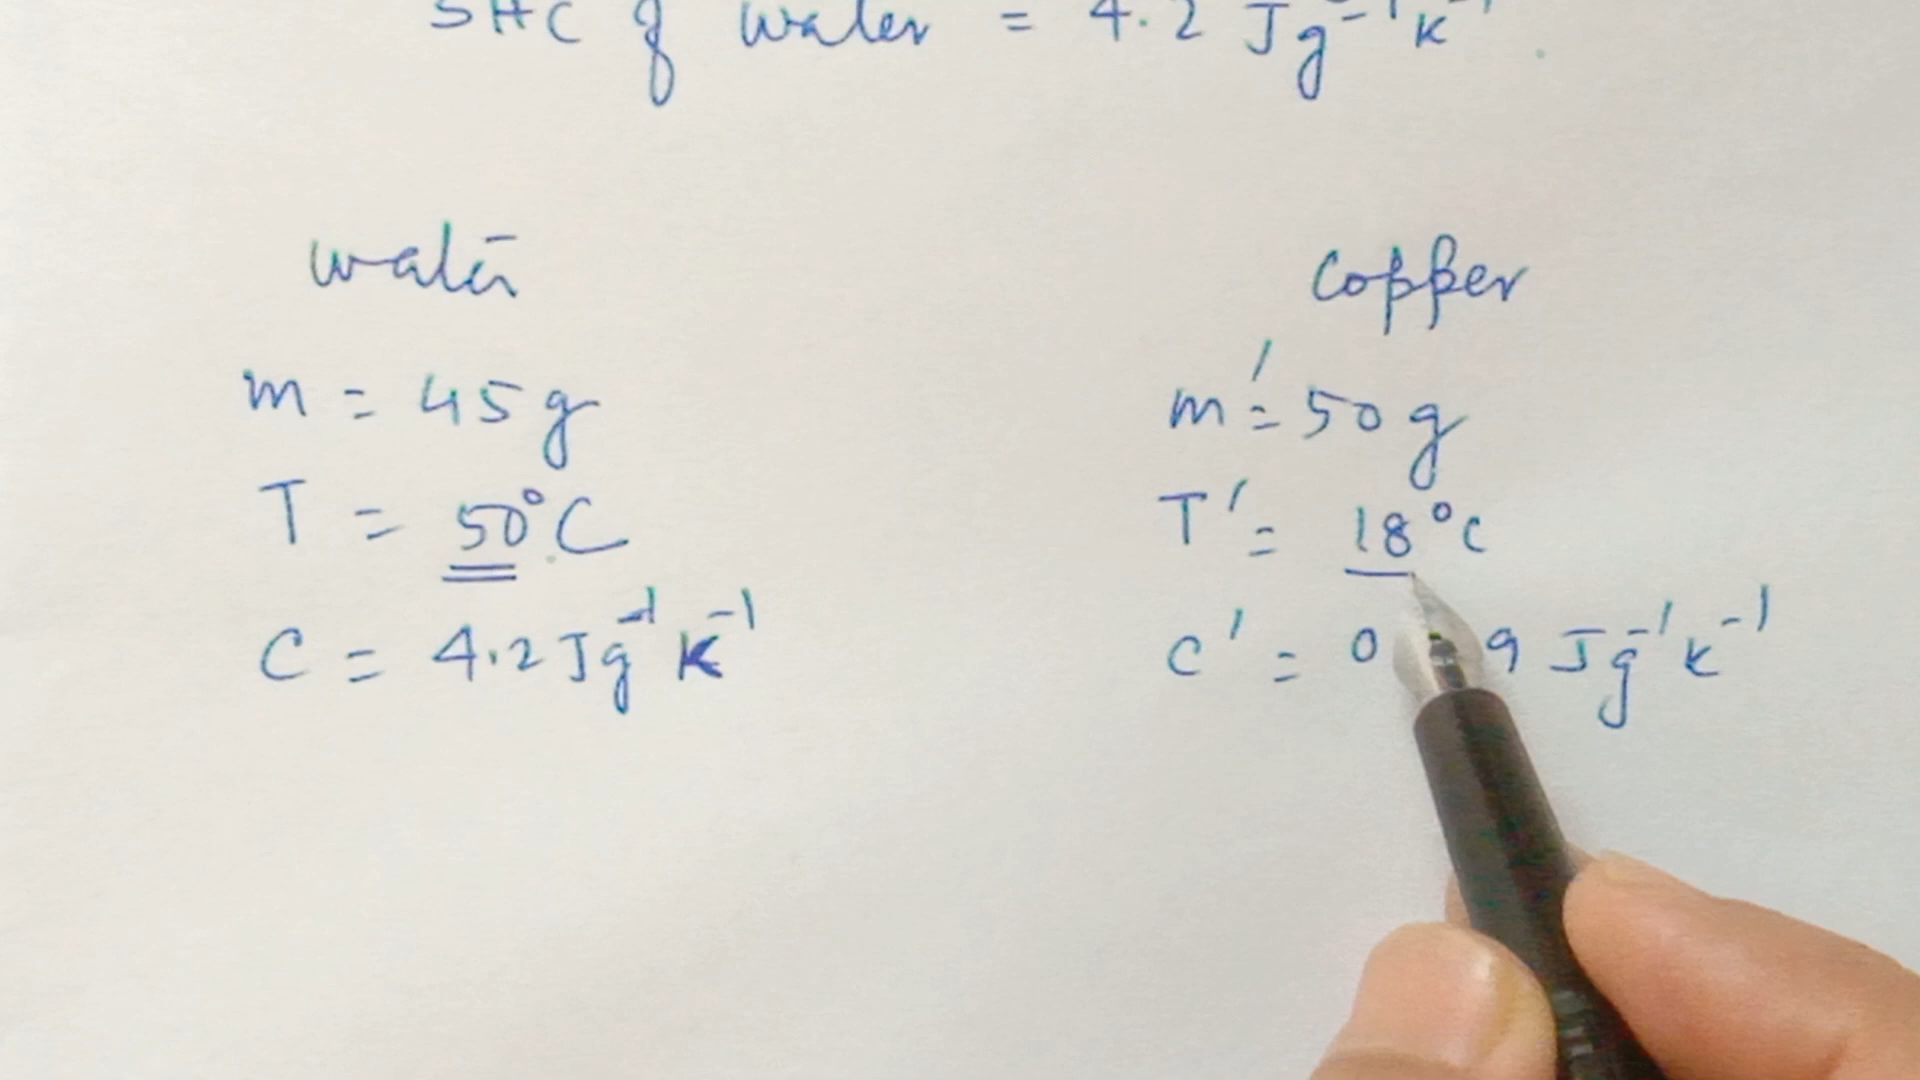 SHC of water = 4.2 Jg⁻¹K⁻¹
water
m = 45g
T = 50°C
C = 4.2 Jg⁻¹K⁻¹
Copper
m' = 50g
T' = 18°C
C' = 0 9 Jg⁻¹K⁻¹